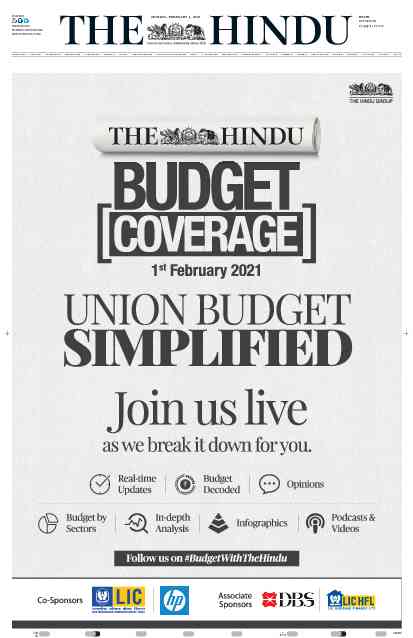 THE HINDU
THE HINDU GROUP
THE HINDU
BUDGET
[COVERAGE]
1st February 2021
UNION BUDGET
SIMPLIFIED
Join us live
as we break it down for you.
Real-time
Updates
Budget
Decoded
Opinions
Budget by
Sectors
In-depth
Analysis
Infographics
Podcasts &
Videos
Follow us on #BudgetWithTheHindu
Co-Sponsors
LIC
hp
Associate
Sponsors
DBS
LIC HFL